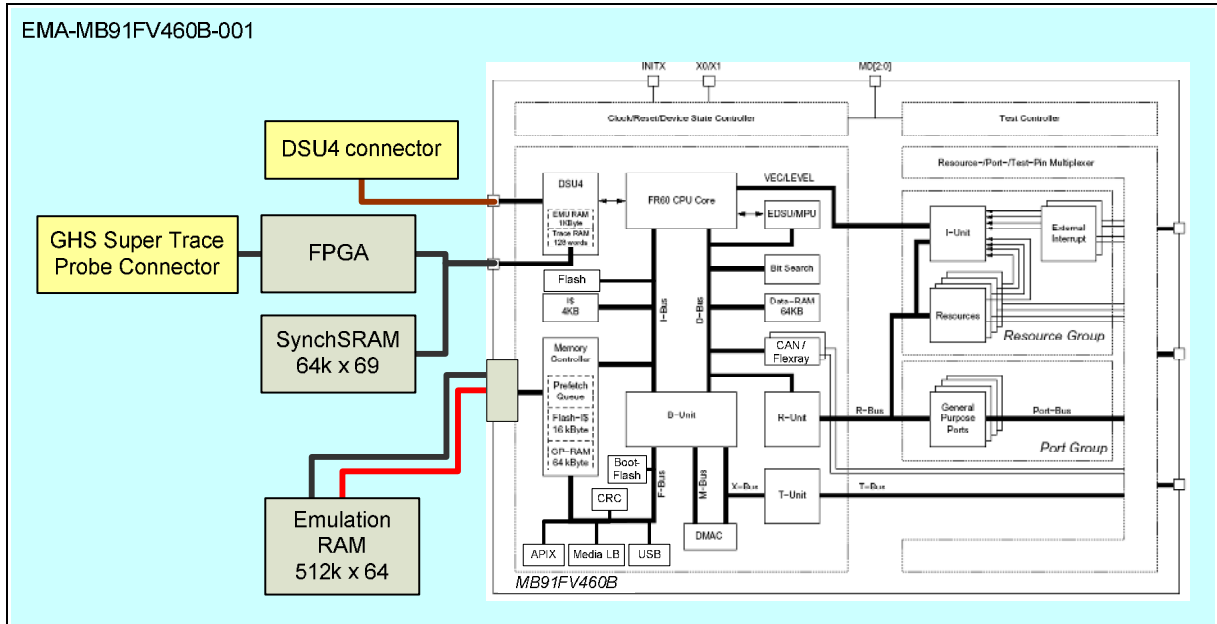 EMA-MB91FV460B-001
INITX
X0/X1
MD[2:0]
Clock/Reset/Device State Controller
Test Controller
DSU4 connector
GHS Super Trace
Probe Connector
FPGA
SynchSRAM
64k x 69
Emulation
RAM
512k x 64
DSU4
EMU RAM
1KByte
Trace RAM
128 words
FR60 CPU Core
VEC/LEVEL
EDSU/MPU
Flash
I$
4KB
I-Bus
D-Bus
Bit Search
Data-RAM
64KB
CAN /
Flexray
Memory
Controller
Prefetch
Queue
Flash-I$
16 kByte
GP-RAM
64 kByte
B-Unit
R-Unit
R-Bus
Boot-
Flash
F-Bus
M-Bus
X-Bus
T-Unit
T-Bus
CRC
DMAC
APIX
Media LB
USB
MB91FV460B
Resource-/Port-/Test-Pin Multiplexer
I-Unit
External
Interrupt
Resources
Resource Group
General
Purpose
Ports
Port-Bus
Port Group